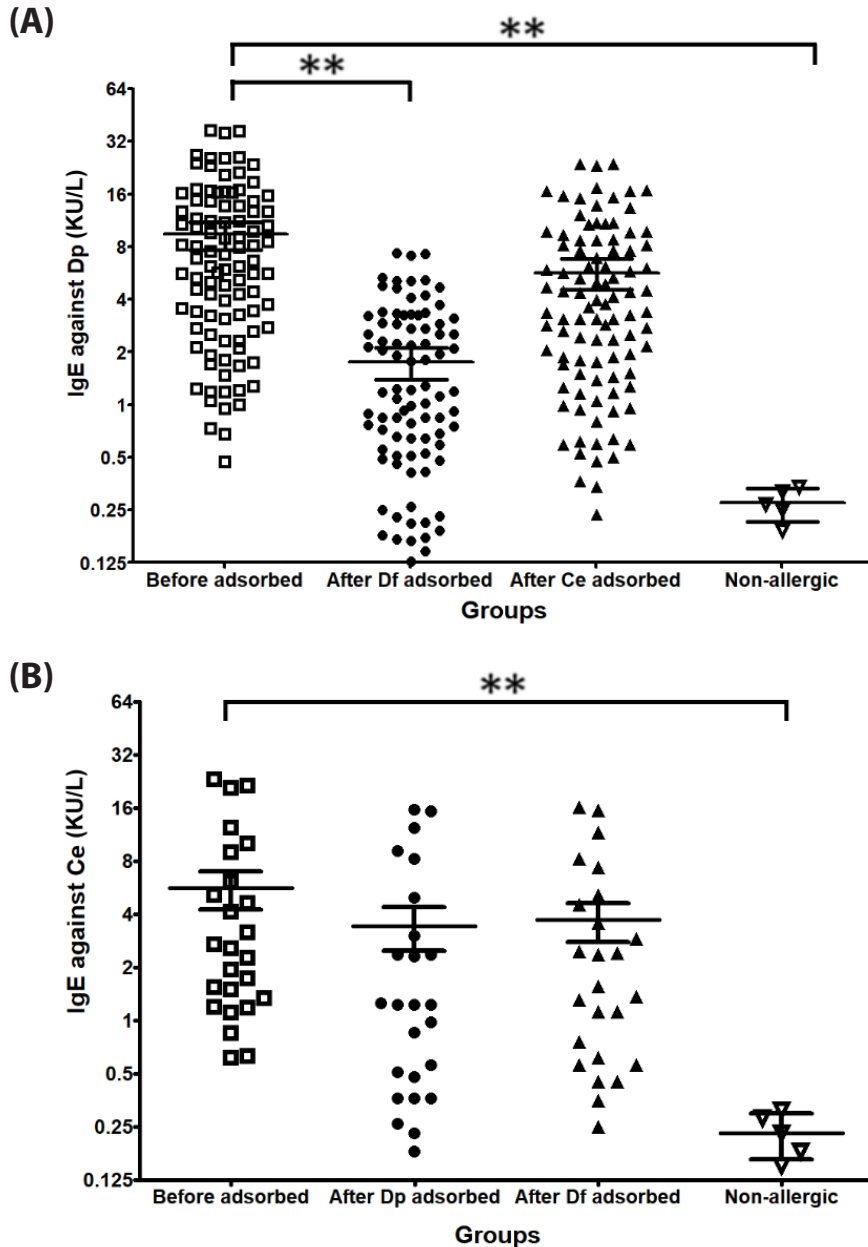 (A)
**
**
IgE against Dp (KU/L)
64
32
16
8
4
2
1
0.5
0.25
0.125
Before adsorbed After Df adsorbed After Ce adsorbed Non-allergic
Groups
(B)
**
IgE against Ce (KU/L)
64
32
16
8
4
2
1
0.5
0.25
0.125
Before adsorbed After Dp adsorbed After Df adsorbed Non-allergic
Groups